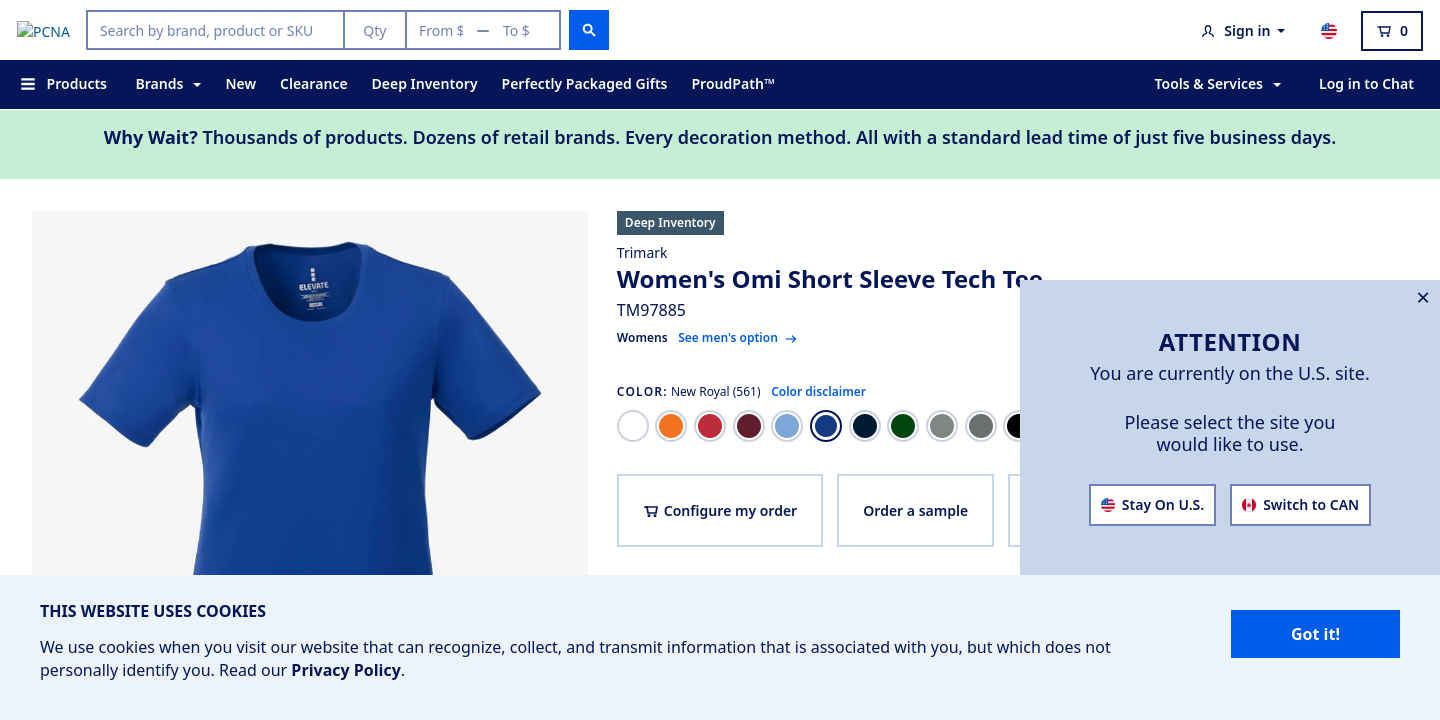 PCNA
Search by brand, product or SKU
Qty
From $ — To $
Sign in
0
Products
Brands
New
Clearance
Deep Inventory
Perfectly Packaged Gifts
ProudPath™
Tools & Services
Log in to Chat
Why Wait? Thousands of products. Dozens of retail brands. Every decoration method. All with a standard lead time of just five business days.
ELEVATE
Deep Inventory
Trimark
Women's Omi Short Sleeve Tech Tee
TM97885
Womens See men's option →
COLOR: New Royal (561) Color disclaimer
Configure my order
Order a sample
ATTENTION
You are currently on the U.S. site.
Please select the site you
would like to use.
Stay On U.S.
Switch to CAN
THIS WEBSITE USES COOKIES
We use cookies when you visit our website that can recognize, collect, and transmit information that is associated with you, but which does not
personally identify you. Read our Privacy Policy.
Got it!